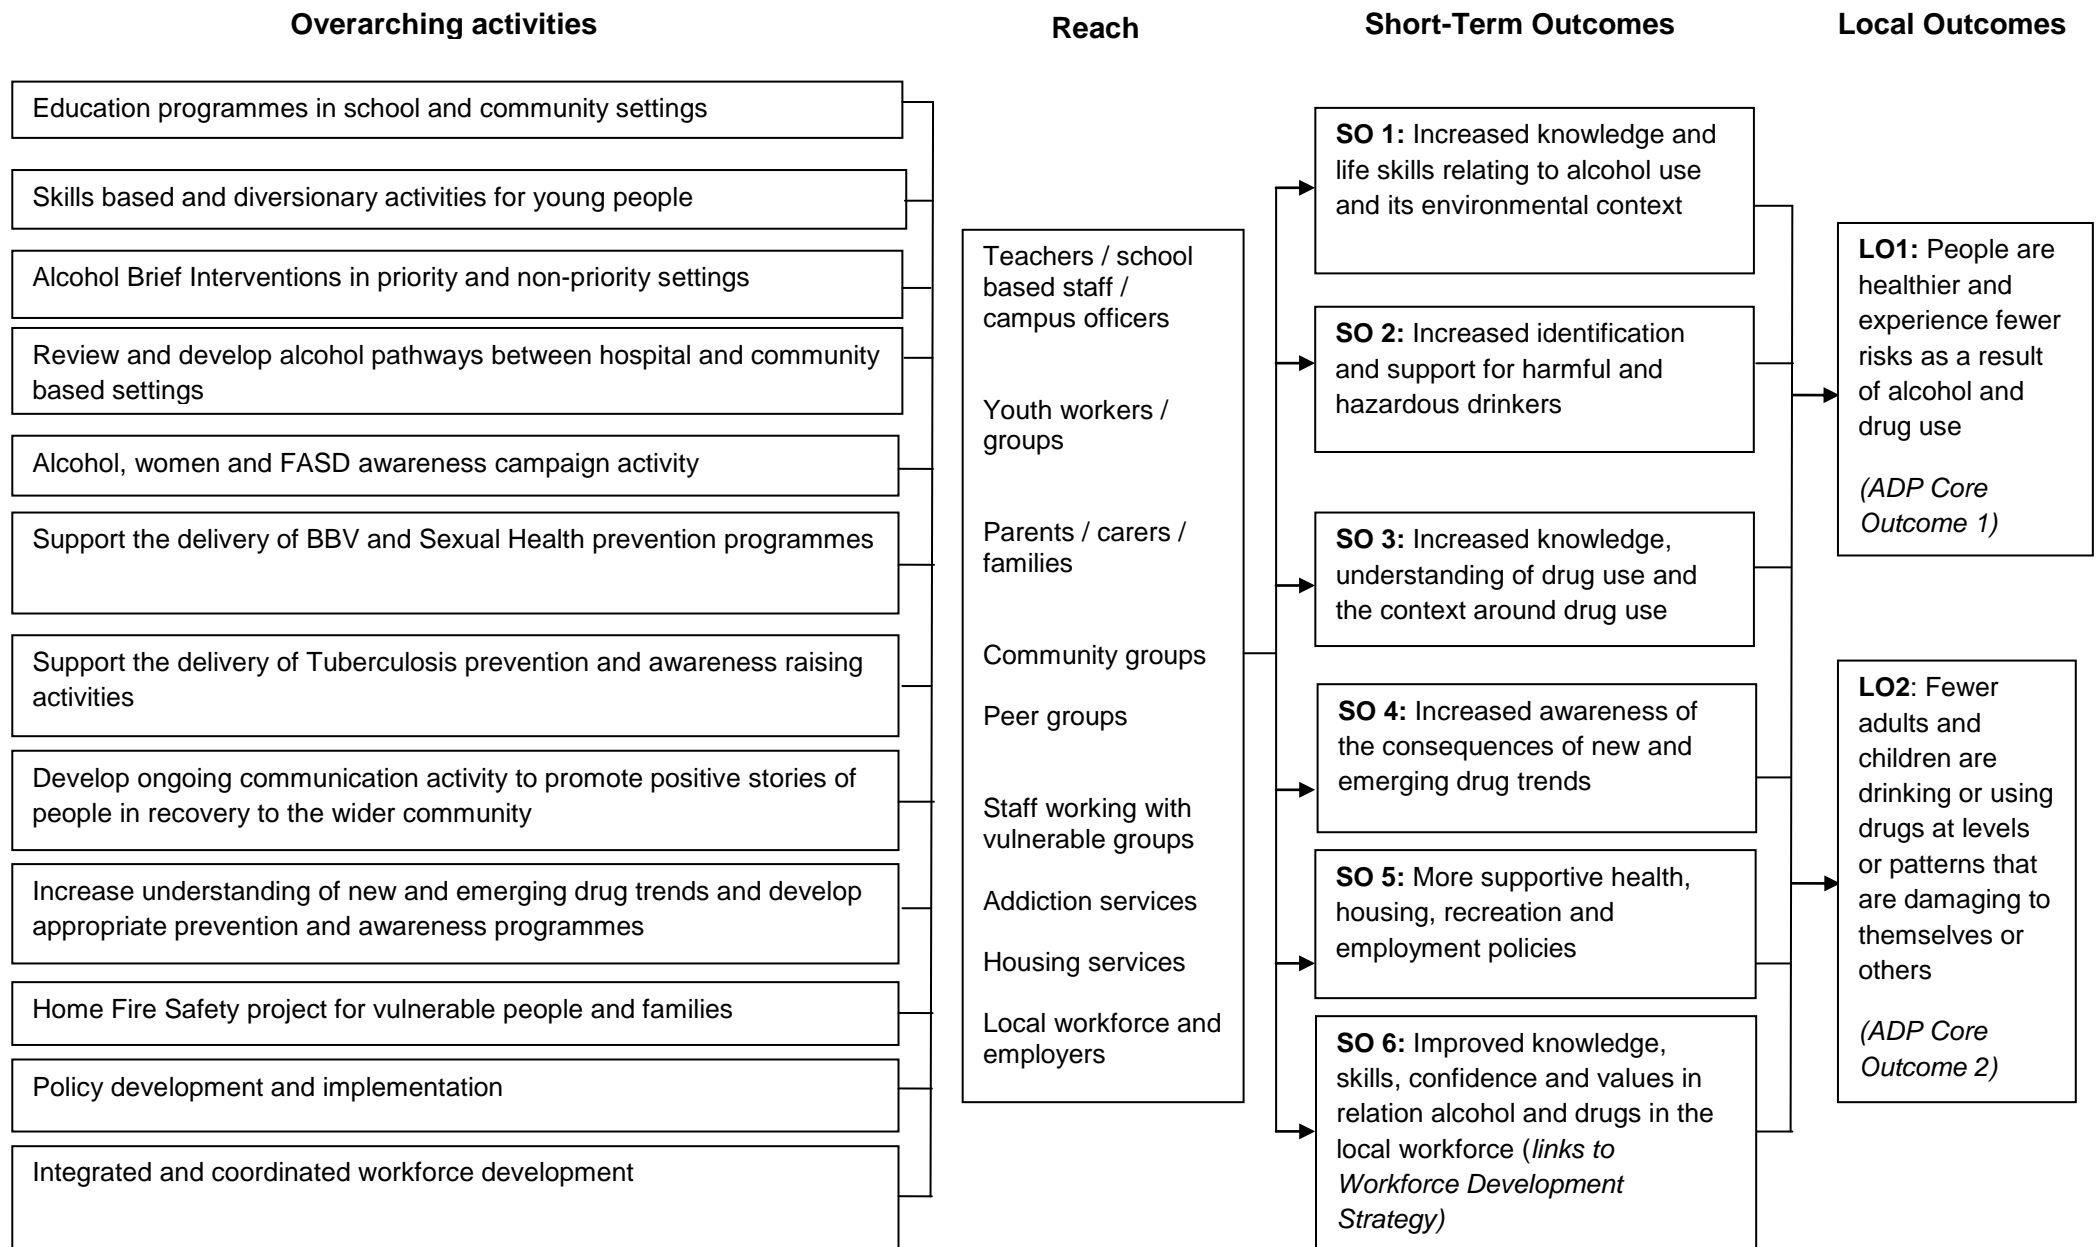 Overarching activities
Reach
Short-Term Outcomes
Local Outcomes
Education programmes in school and community settings
Skills based and diversionary activities for young people
Alcohol Brief Interventions in priority and non-priority settings
Review and develop alcohol pathways between hospital and community
based settings
Alcohol, women and FASD awareness campaign activity
Support the delivery of BBV and Sexual Health prevention programmes
Support the delivery of Tuberculosis prevention and awareness raising
activities
Develop ongoing communication activity to promote positive stories of
people in recovery to the wider community
Increase understanding of new and emerging drug trends and develop
appropriate prevention and awareness programmes
Home Fire Safety project for vulnerable people and families
Policy development and implementation
Integrated and coordinated workforce development
Teachers / school
based staff /
campus officers
Youth workers /
groups
Parents / carers /
families
Community groups
Peer groups
Staff working with
vulnerable groups
Addiction services
Housing services
Local workforce and
employers
SO 1: Increased knowledge and
life skills relating to alcohol use
and its environmental context
SO 2: Increased identification
and support for harmful and
hazardous drinkers
SO 3: Increased knowledge,
understanding of drug use and
the context around drug use
SO 4: Increased awareness of
the consequences of new and
emerging drug trends
SO 5: More supportive health,
housing, recreation and
employment policies
SO 6: Improved knowledge,
skills, confidence and values in
relation alcohol and drugs in the
local workforce (links to
Workforce Development
Strategy)
LO1: People are
healthier and
experience fewer
risks as a result
of alcohol and
drug use
(ADP Core
Outcome 1)
LO2: Fewer
adults and
children are
drinking or using
drugs at levels
or patterns that
are damaging to
themselves or
others
(ADP Core
Outcome 2)